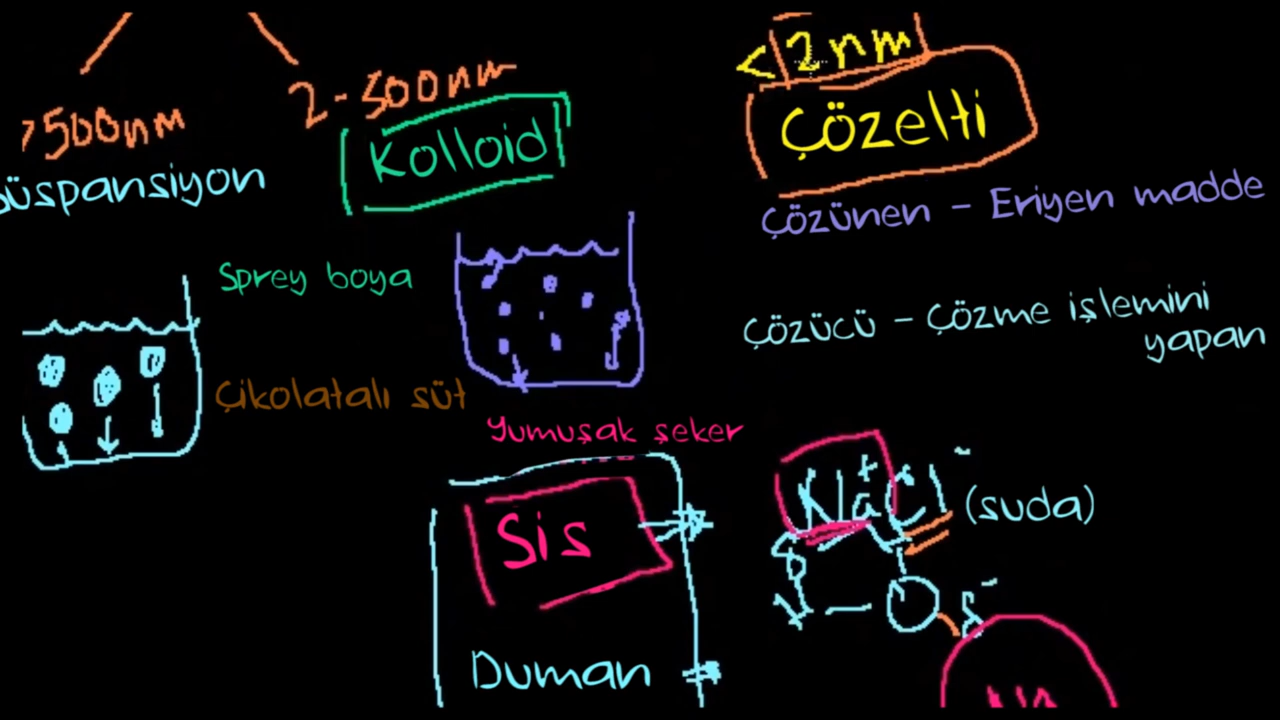 < 2nm
>500nm
2-500nm
Kolloid
Çözelti
Süspansiyon
Çözünen - Eriyen madde
Sprey boya
Çözücü - Çözme işlemini
yapan
Çikolatalı süt
Yumuşak şeker
(suda)
Sis
Duman